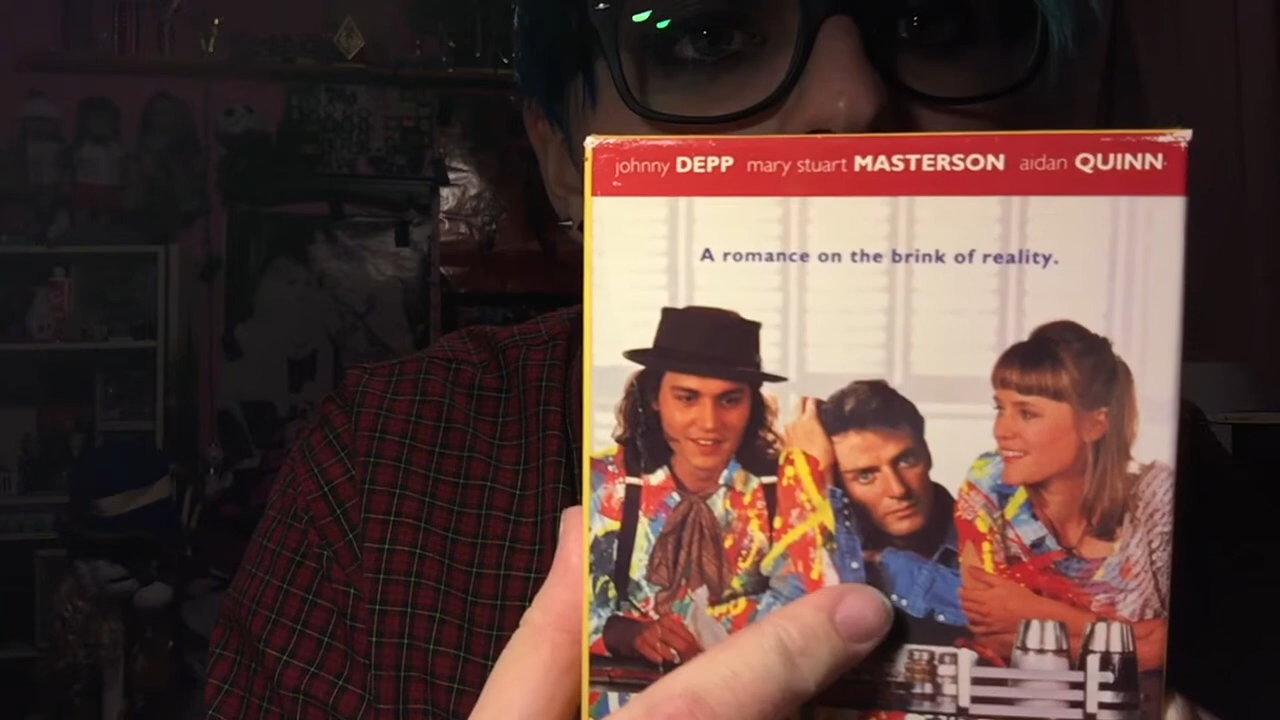 johnny DEPP mary stuart MASTERSON aidan QUINN
A romance on the brink of reality.